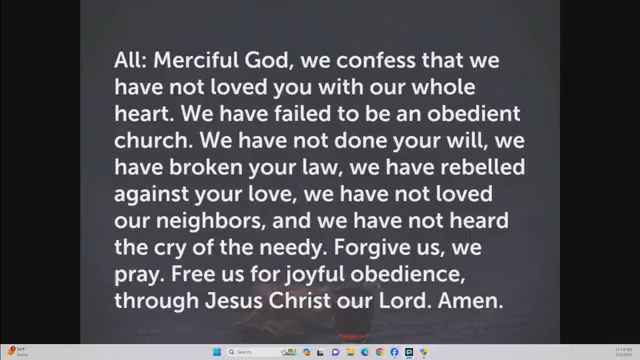 All: Merciful God, we confess that we
have not loved you with our whole
heart. We have failed to be an obedient
church. We have not done your will, we
have broken your law, we have rebelled
against your love, we have not loved
our neighbors, and we have not heard
the cry of the needy. Forgive us, we
pray. Free us for joyful obedience,
through Jesus Christ our Lord. Amen.
Search